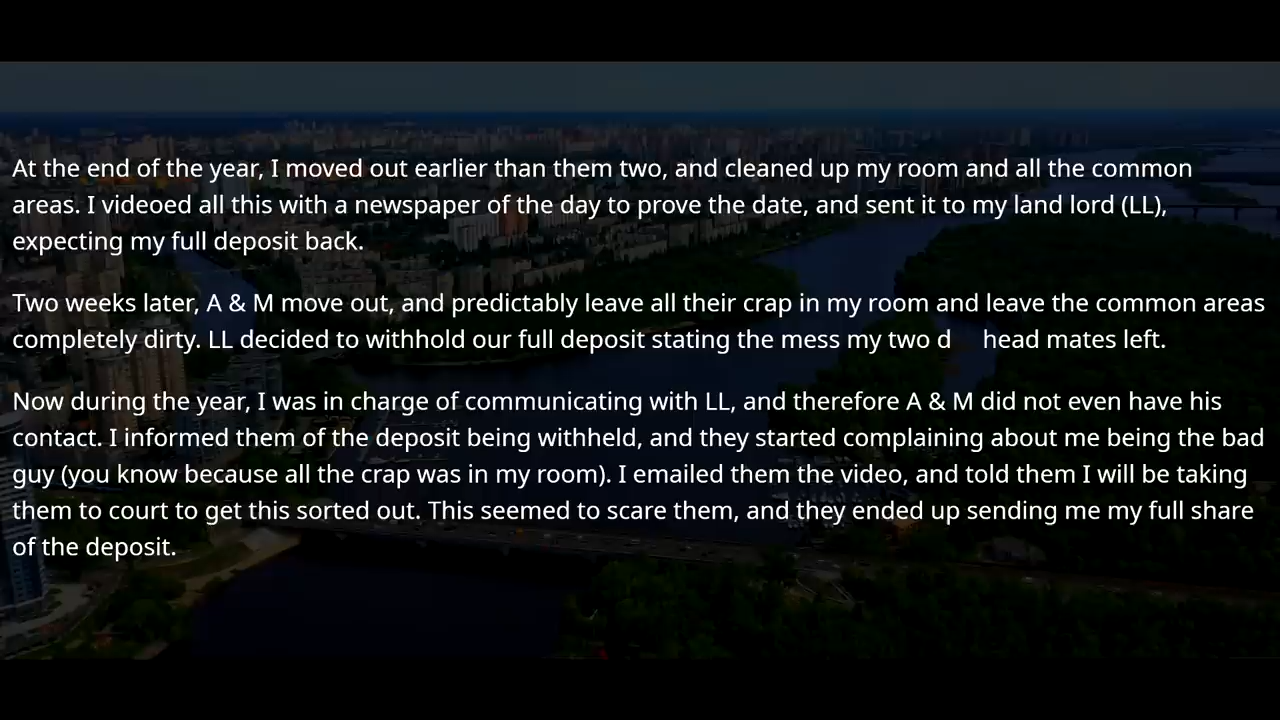 At the end of the year, I moved out earlier than them two, and cleaned up my room and all the common
areas. I videoed all this with a newspaper of the day to prove the date, and sent it to my land lord (LL),
expecting my full deposit back.
Two weeks later, A & M move out, and predictably leave all their crap in my room and leave the common areas
completely dirty. LL decided to withhold our full deposit stating the mess my two d head mates left.
Now during the year, I was in charge of communicating with LL, and therefore A & M did not even have his
contact. I informed them of the deposit being withheld, and they started complaining about me being the bad
guy (you know because all the crap was in my room). I emailed them the video, and told them I will be taking
them to court to get this sorted out. This seemed to scare them, and they ended up sending me my full share
of the deposit.